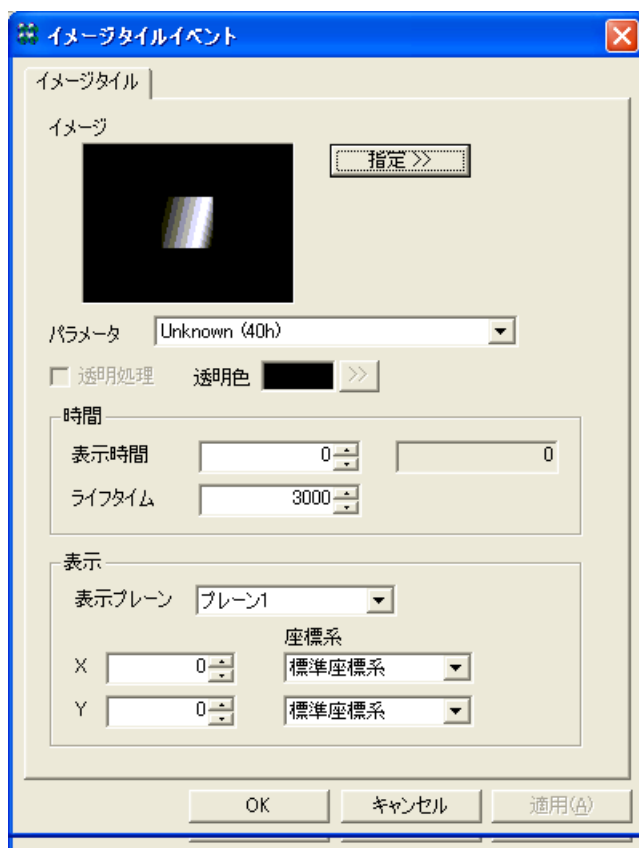 イメージタイルイベント
イメージタイル
イメージ
指定 >>
パラメータ Unknown (40h)
透明処理 透明色 >>
時間
表示時間 0 0
ライフタイム 3000
表示
表示プレーン プレーン1
座標系
X 0 標準座標系
Y 0 標準座標系
OK キャンセル 適用(A)